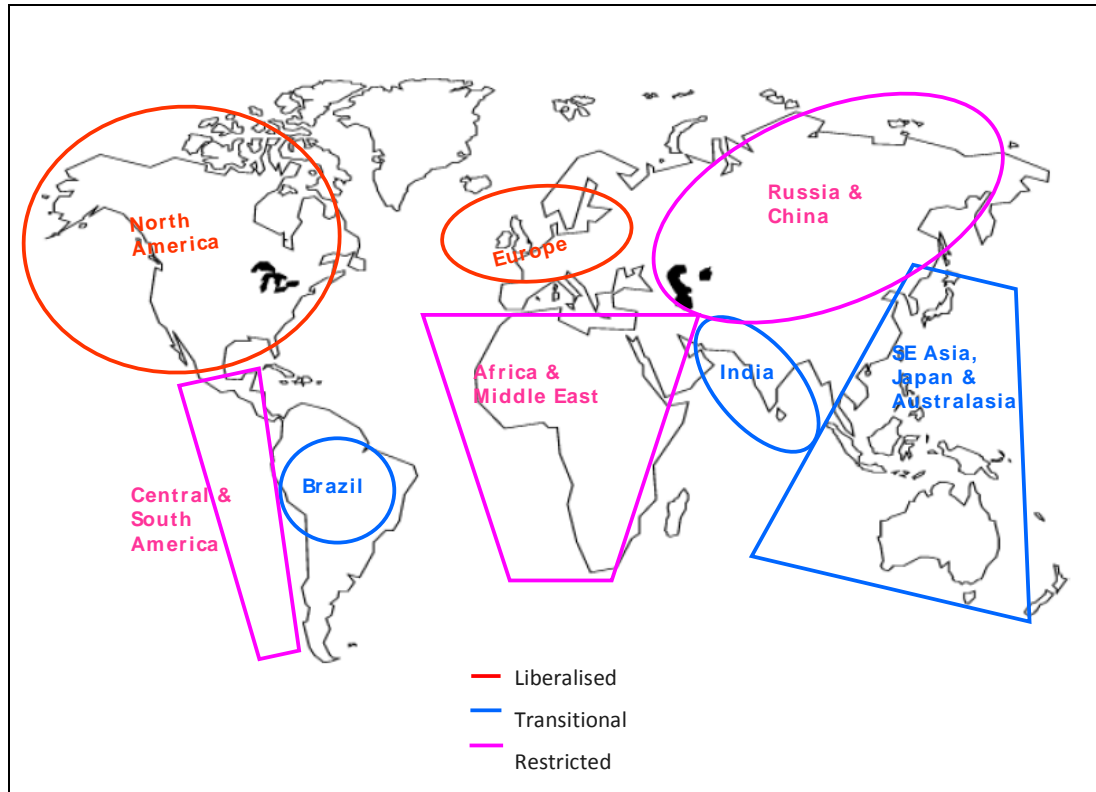 North
America
Europe
Russia &
China
Africa &
Middle East
India
SE Asia,
Japan &
Australasia
Central &
South
America
Brazil
Liberalised
Transitional
Restricted